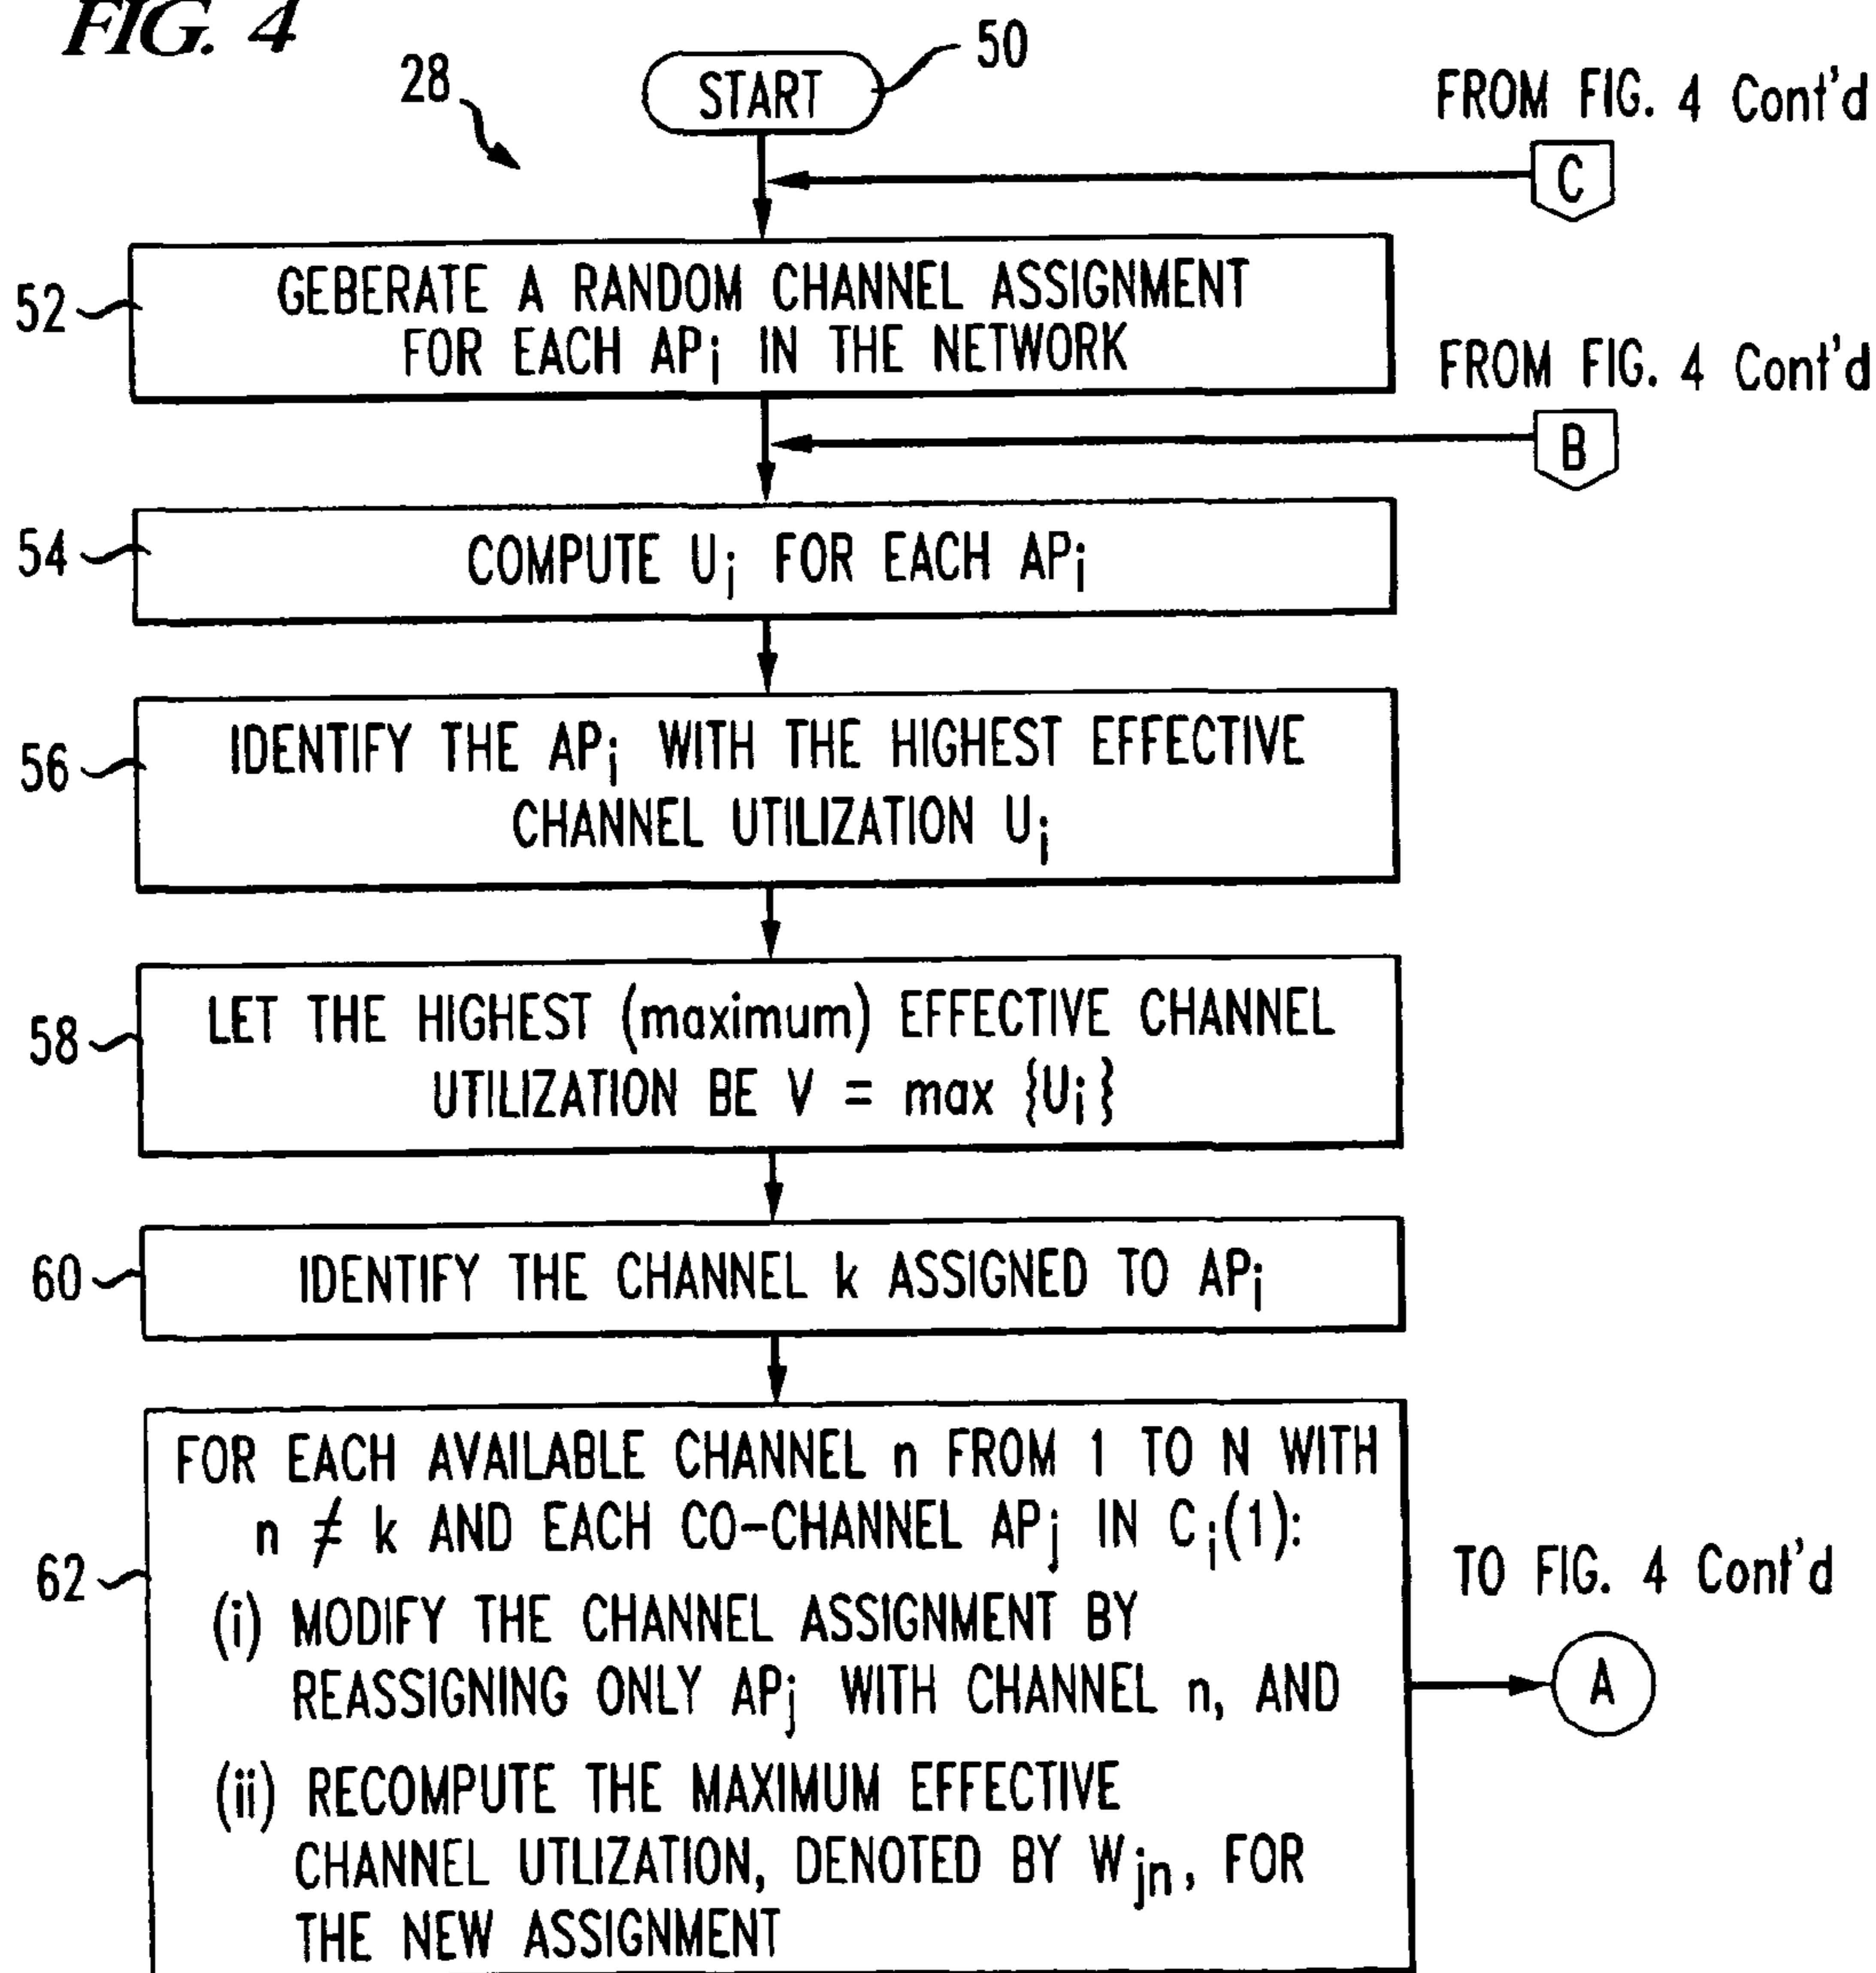 FIG. 4
28
START
50
FROM FIG. 4 Cont'd
C
52
GEBERATE A RANDOM CHANNEL ASSIGNMENT
FOR EACH APi IN THE NETWORK
FROM FIG. 4 Cont'd
B
54
COMPUTE Uj FOR EACH APi
56
IDENTIFY THE APi WITH THE HIGHEST EFFECTIVE
CHANNEL UTILIZATION Ui
58
LET THE HIGHEST (maximum) EFFECTIVE CHANNEL
UTILIZATION BE V = max {Ui}
60
IDENTIFY THE CHANNEL k ASSIGNED TO APi
62
FOR EACH AVAILABLE CHANNEL n FROM 1 TO N WITH
n ≠ k AND EACH CO-CHANNEL APj IN Ci(1):
(i) MODIFY THE CHANNEL ASSIGNMENT BY
REASSIGNING ONLY APj WITH CHANNEL n, AND
(ii) RECOMPUTE THE MAXIMUM EFFECTIVE
CHANNEL UTLIZATION, DENOTED BY Wjn, FOR
THE NEW ASSIGNMENT
TO FIG. 4 Cont'd
A